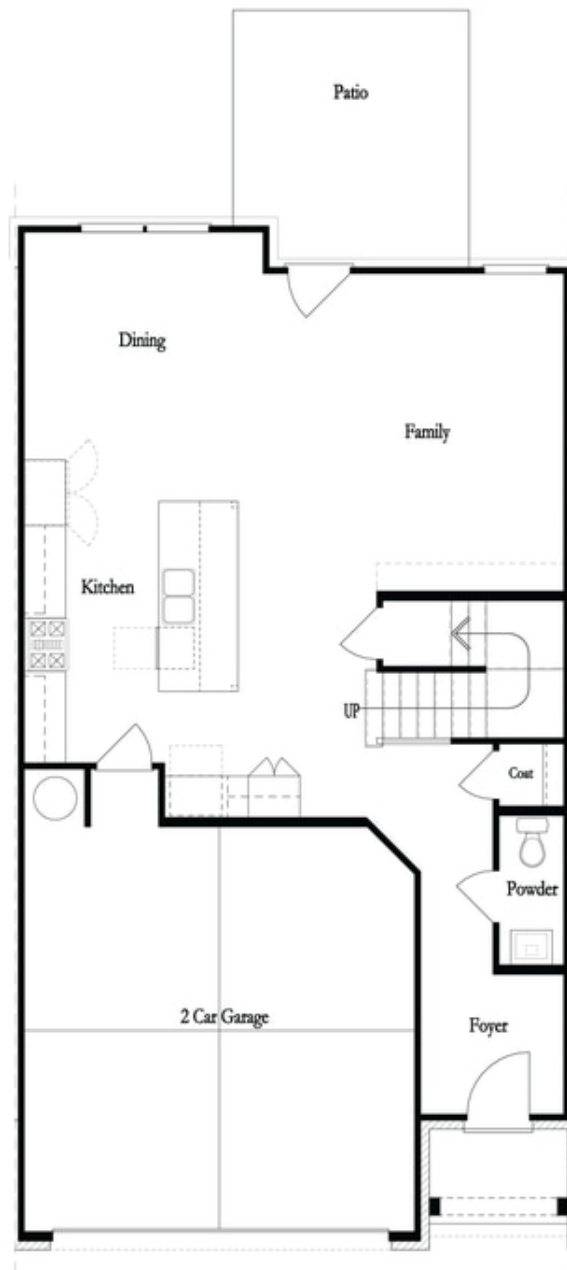 Patio
Dining
Family
Kitchen
UP
Coat
Powder
2 Car Garage
Foyer